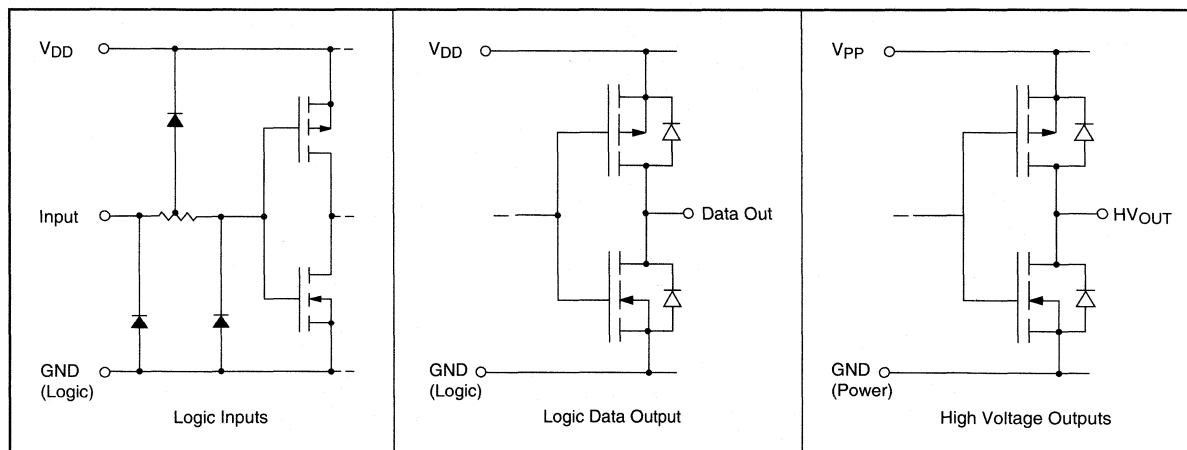 VDD
Input
GND
(Logic)
Logic Inputs
VDD
Data Out
GND
(Logic)
Logic Data Output
VPP
HVOUT
GND
(Power)
High Voltage Outputs